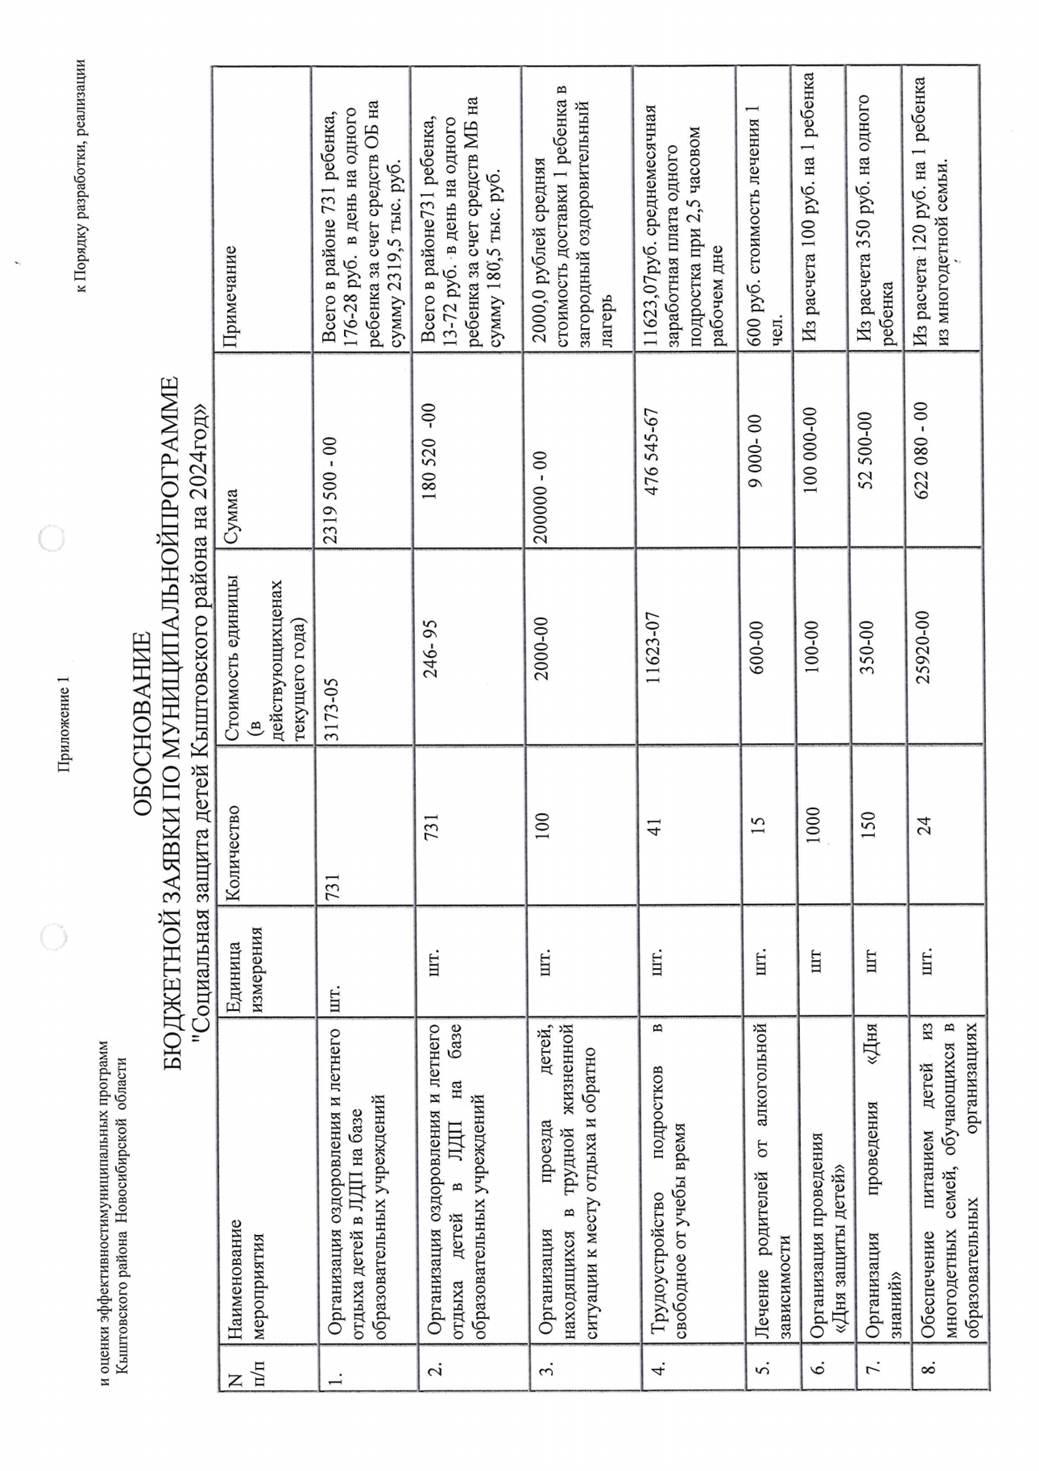 Приложение 1
к Порядку разработки, реализации
и оценки эффективностимуниципальных программ
Кыштовского района Новосибирской области
ОБОСНОВАНИЕ
БЮДЖЕТНОЙ ЗАЯВКИ ПО МУНИЦИПАЛЬНОЙПРОГРАММЕ
"Социальная защита детей Кыштовского района на 2024год»
N
п/п
Наименование
мероприятия
Единица
измерения
Количество
Стоимость единицы
(в
действующихценах
текущего года)
Сумма
Примечание
1.
Организация оздоровления и летнего
отдыха детей в ЛДП на базе
образовательных учреждений
шт.
731
3173-05
2319 500 - 00
Всего в районе 731 ребенка,
176-28 руб. в день на одного
ребенка за счет средств ОБ на
сумму 2319,5 тыс. руб.
2.
Организация оздоровления и летнего
отдыха детей в ЛДП на базе
образовательных учреждений
шт.
731
246- 95
180 520 -00
Всего в районе731 ребенка,
13-72 руб. в день на одного
ребенка за счет средств МБ на
сумму 180,5 тыс. руб.
3.
Организация проезда детей,
находящихся в трудной жизненной
ситуации к месту отдыха и обратно
шт.
100
2000-00
200000 - 00
2000,0 рублей средняя
стоимость доставки 1 ребенка в
загородный оздоровительный
лагерь
4.
Трудоустройство подростков в
свободное от учебы время
шт.
41
11623-07
476 545-67
11623,07руб. среднемесячная
заработная плата одного
подростка при 2,5 часовом
рабочем дне
5.
Лечение родителей от алкогольной
зависимости
шт.
15
600-00
9 000- 00
600 руб. стоимость лечения 1
чел.
6.
Организация проведения
«Дня защиты детей»
шт
1000
100-00
100 000-00
Из расчета 100 руб. на 1 ребенка
7.
Организация проведения «Дня
знаний»
шт
150
350-00
52 500-00
Из расчета 350 руб. на одного
ребенка
8.
Обеспечение питанием детей из
многодетных семей, обучающихся в
образовательных организациях
шт.
24
25920-00
622 080 - 00
Из расчета 120 руб. на 1 ребенка
из многодетной семьи.